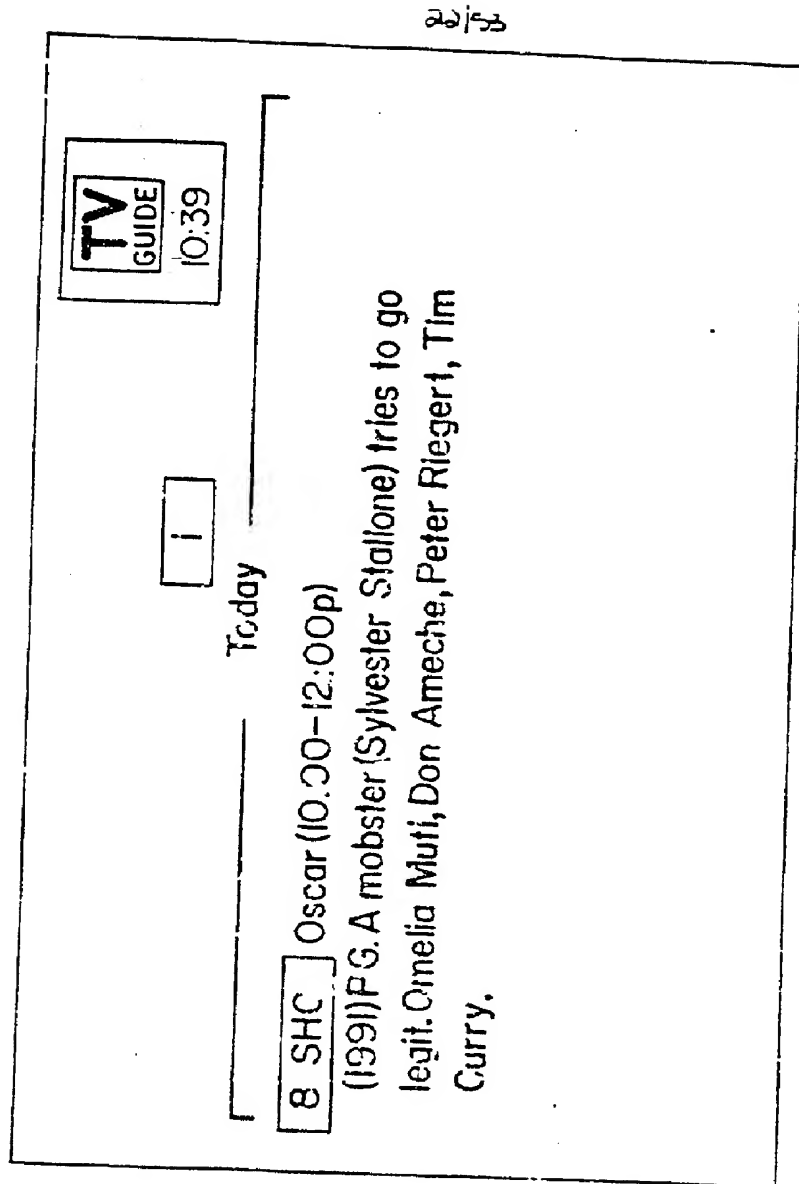 22/53
TV
GUIDE
10:39
i
Today
8 SHC Oscar (10:00-12:00p)
(1991) PG. A mobster (Sylvester Stallone) tries to go
legit. Ornelia Muti, Don Ameche, Peter Riegert, Tim
Curry.